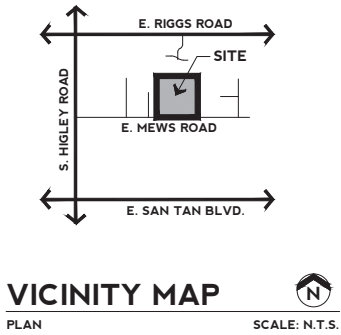 E. RIGGS ROAD
SITE
S. HIGLEY ROAD
E. MEWS ROAD
E. SAN TAN BLVD.
VICINITY MAP
N
PLAN
SCALE: N.T.S.